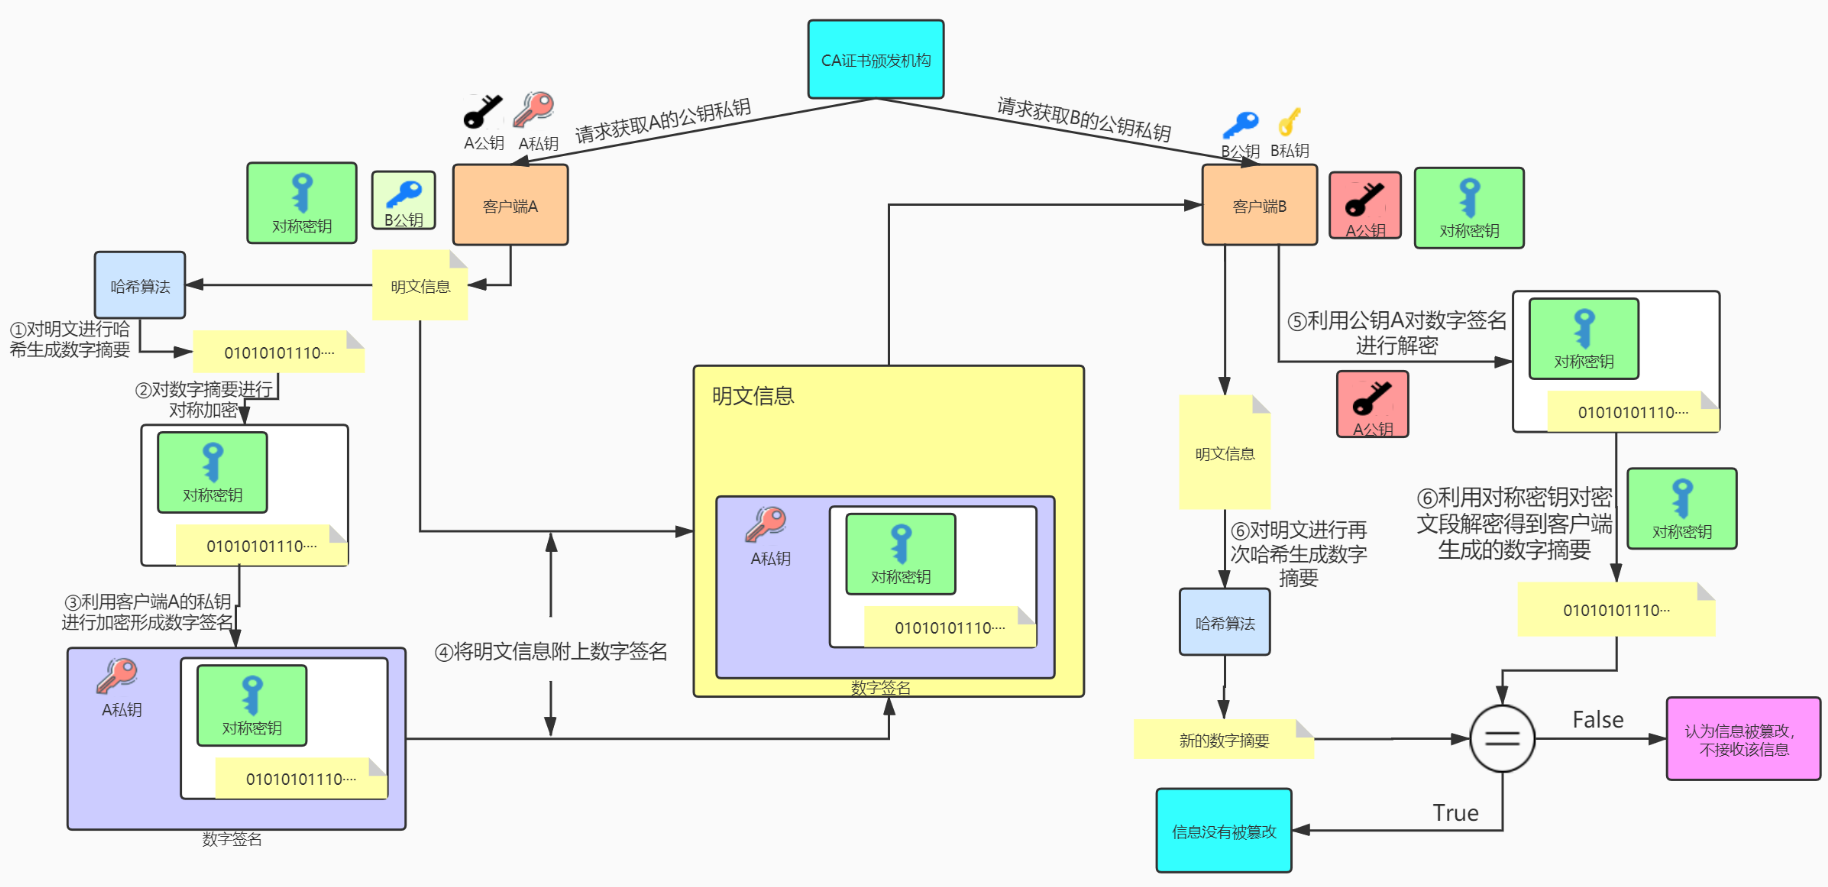 CA证书颁发机构
请求获取A的公钥私钥
请求获取B的公钥私钥
A公钥
A私钥
B公钥
B私钥
对称密钥
B公钥
客户端A
客户端B
A公钥
对称密钥
哈希算法
明文信息
①对明文进行哈
希生成数字摘要
01010101110····
②对数字摘要进行
对称加密
对称密钥
01010101110····
③利用客户端A的私钥
进行加密形成数字签名
A私钥
对称密钥
01010101110····
数字签名
④将明文信息附上数字签名
明文信息
A私钥
对称密钥
01010101110····
数字签名
⑤利用公钥A对数字签名
进行解密
A公钥
对称密钥
01010101110····
明文信息
⑥对明文进行再
次哈希生成数字
摘要
哈希算法
新的数字摘要
⑥利用对称密钥对密
文段解密得到客户端
生成的数字摘要
对称密钥
01010101110···
False
认为信息被篡改，
不接收该信息
True
信息没有被篡改